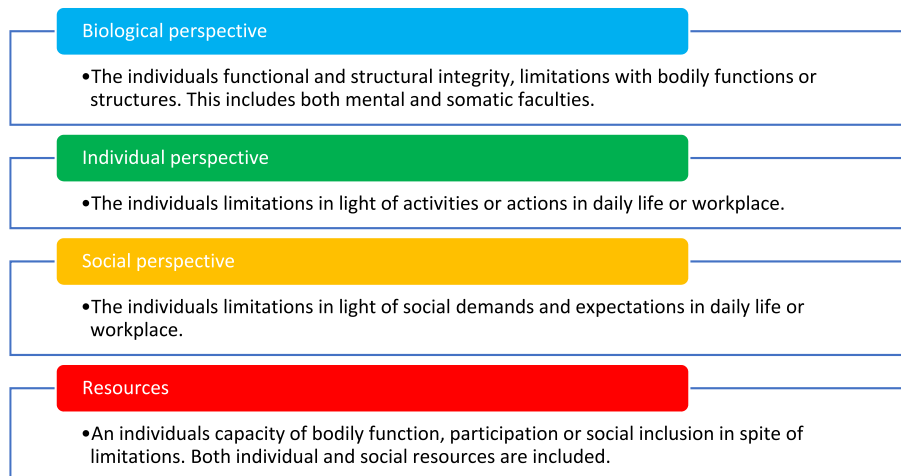 Biological perspective
•The individuals functional and structural integrity, limitations with bodily functions or
structures. This includes both mental and somatic faculties.
Individual perspective
•The individuals limitations in light of activities or actions in daily life or workplace.
Social perspective
•The individuals limitations in light of social demands and expectations in daily life or
workplace.
Resources
•An individuals capacity of bodily function, participation or social inclusion in spite of
limitations. Both individual and social resources are included.